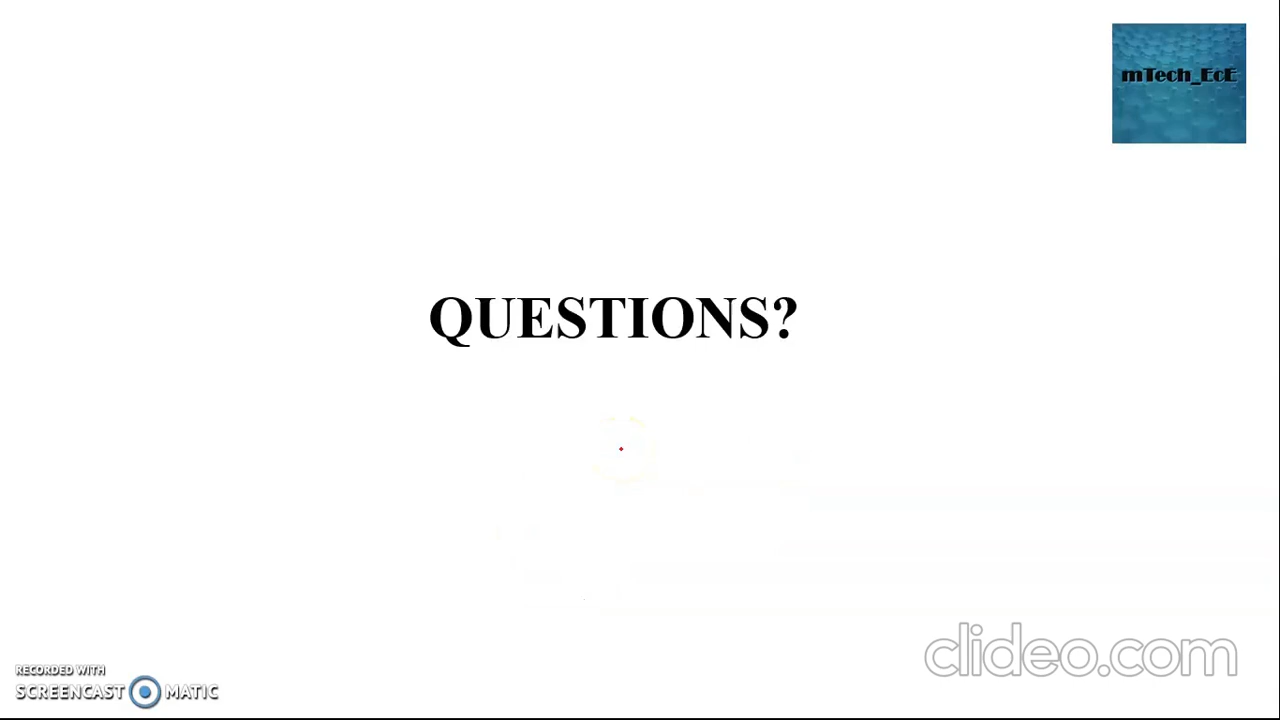 mTech_EcE
QUESTIONS?
clideo.com
RECORDED WITH
SCREENCAST MATIC